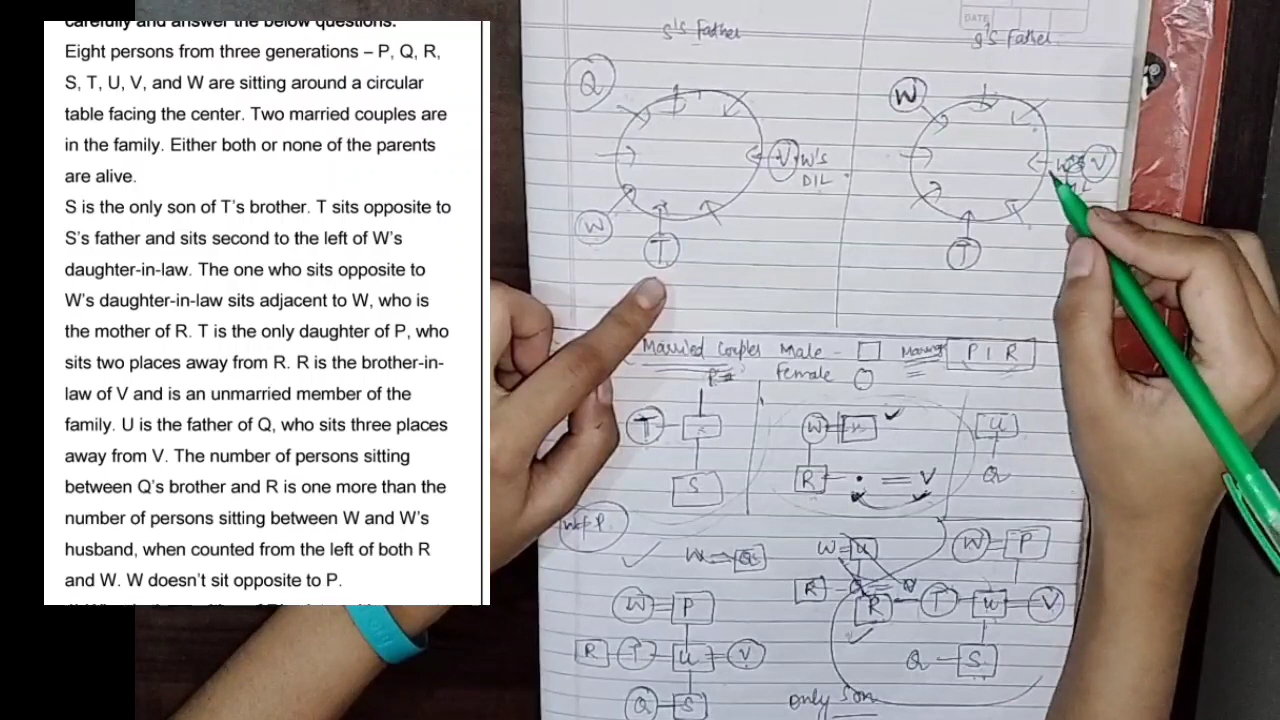 carefully and answer the below questions.
Eight persons from three generations – P, Q, R,
S, T, U, V, and W are sitting around a circular
table facing the center. Two married couples are
in the family. Either both or none of the parents
are alive.
S is the only son of T's brother. T sits opposite to
S's father and sits second to the left of W's
daughter-in-law. The one who sits opposite to
W's daughter-in-law sits adjacent to W, who is
the mother of R. T is the only daughter of P, who
sits two places away from R. R is the brother-in-
law of V and is an unmarried member of the
family. U is the father of Q, who sits three places
away from V. The number of persons sitting
between Q's brother and R is one more than the
number of persons sitting between W and W's
husband, when counted from the left of both R
and W. W doesn't sit opposite to P.
DATE
S's Father
S's Father
Q
W
V W's
DIL
V
W
T
T
Married Couples Male -
Female
P I R
T
S
W
R = V
U
Q
W =
W = U
R
W = P
W = P
R T U = V
R T U = V
Q S
Q S
only son